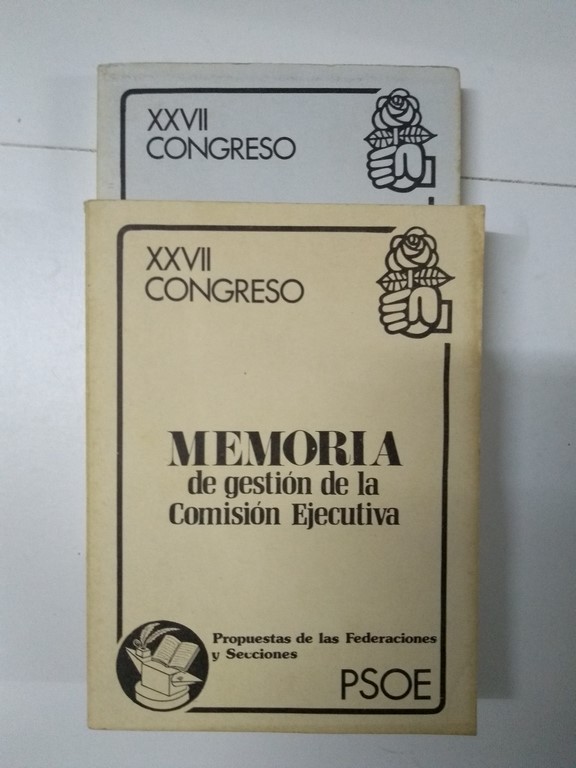 XXVII
CONGRESO
XXVII
CONGRESO
MEMORIA
de gestión de la
Comisión Ejecutiva
Propuestas de las Federaciones
y Secciones
PSOE